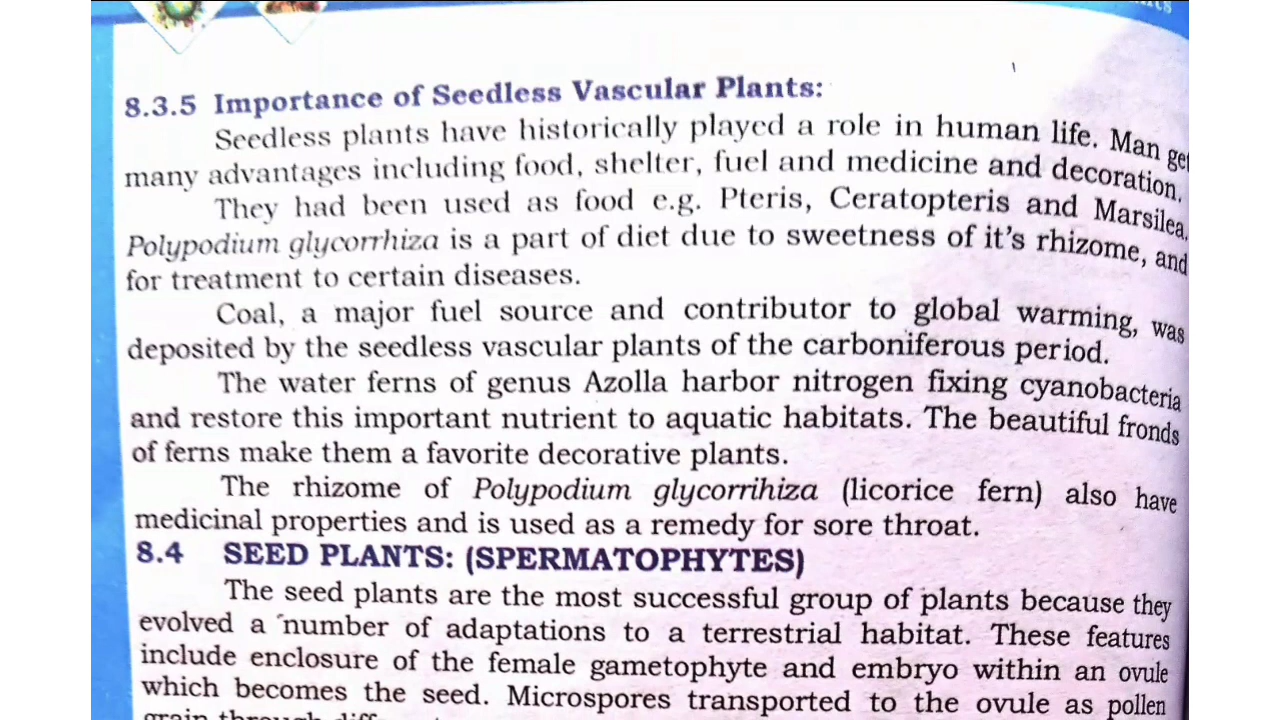 8.3.5 Importance of Seedless Vascular Plants:
Seedless plants have historically played a role in human life. Man get
many advantages including food, shelter, fuel and medicine and decoration.
They had been used as food e.g. Pteris, Ceratopteris and Marsilea.
Polypodium glycorrhiza is a part of diet due to sweetness of it's rhizome, and
for treatment to certain diseases.
Coal, a major fuel source and contributor to global warming, was
deposited by the seedless vascular plants of the carboniferous period.
The water ferns of genus Azolla harbor nitrogen fixing cyanobacteria
and restore this important nutrient to aquatic habitats. The beautiful fronds
of ferns make them a favorite decorative plants.
The rhizome of Polypodium glycorrihiza (licorice fern) also have
medicinal properties and is used as a remedy for sore throat.
8.4 SEED PLANTS: (SPERMATOPHYTES)
The seed plants are the most successful group of plants because they
evolved a number of adaptations to a terrestrial habitat. These features
include enclosure of the female gametophyte and embryo within an ovule
which becomes the seed. Microspores transported to the ovule as pollen
grain through